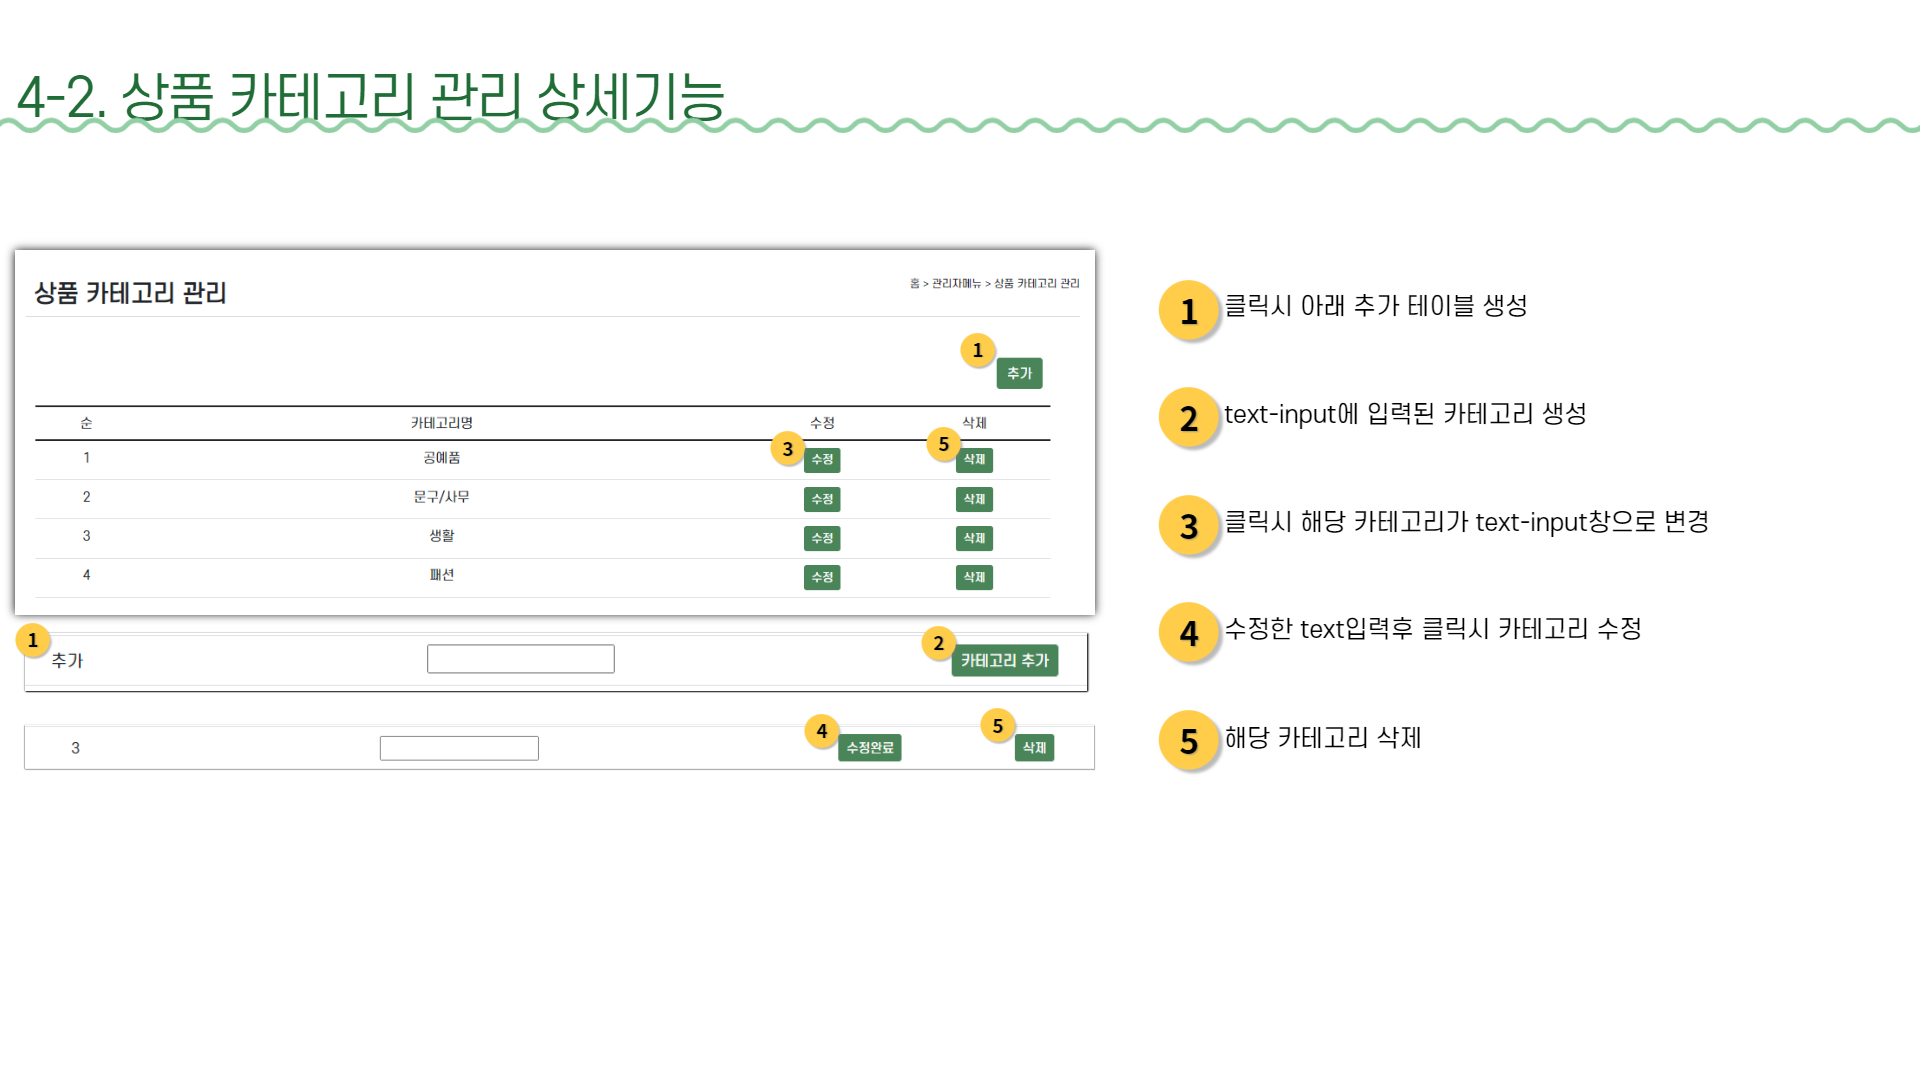 4-2. 상품 카테고리 관리 상세기능
상품 카테고리 관리
홈 > 관리자메뉴 > 상품 카테고리 관리
1
추가
순 카테고리명 수정 삭제
3 5
1 공예품 수정 삭제
2 문구/사무 수정 삭제
3 생활 수정 삭제
4 패션 수정 삭제
1 2
추가 카테고리 추가
4 5
3 수정완료 삭제
1 클릭시 아래 추가 테이블 생성
2 text-input에 입력된 카테고리 생성
3 클릭시 해당 카테고리가 text-input창으로 변경
4 수정한 text입력후 클릭시 카테고리 수정
5 해당 카테고리 삭제